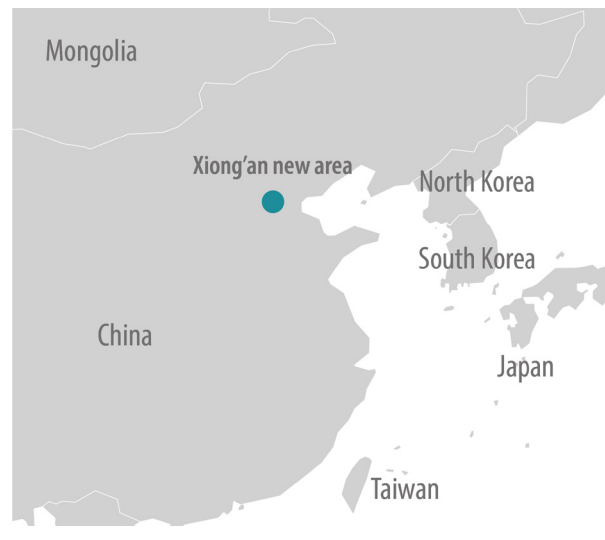 Mongolia
Xiong’an new area
North Korea
South Korea
China
Japan
Taiwan